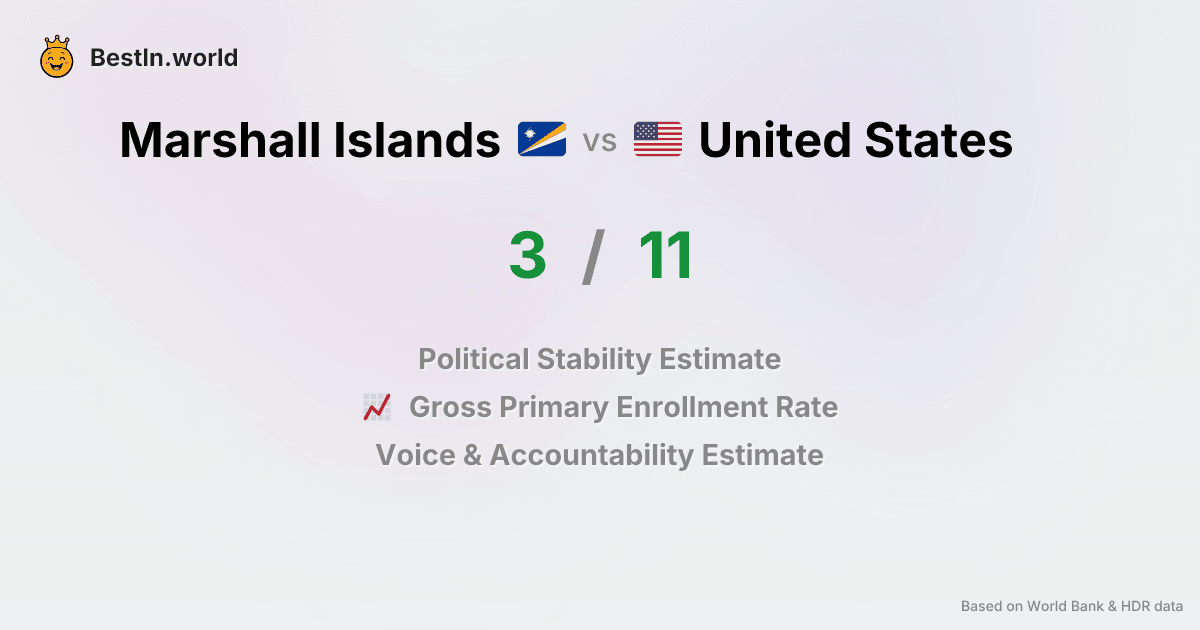 BestIn.world
Marshall Islands vs United States
3 / 11
Political Stability Estimate
Gross Primary Enrollment Rate
Voice & Accountability Estimate
Based on World Bank & HDR data